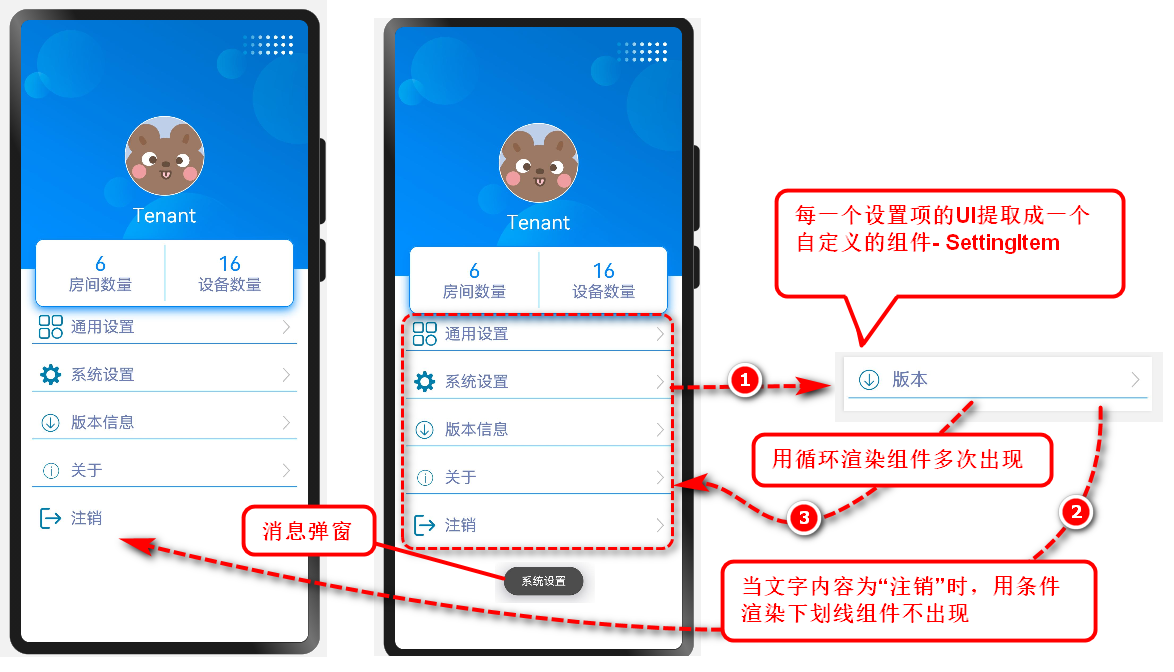 Tenant
6
房间数量
16
设备数量
通用设置
系统设置
版本信息
关于
注销
Tenant
6
房间数量
16
设备数量
通用设置
系统设置
版本信息
关于
注销
消息弹窗
系统设置
每一个设置项的UI提取成一个
自定义的组件- SettingItem
1
版本
用循环渲染组件多次出现
3
2
当文字内容为“注销”时，用条件
渲染下划线组件不出现